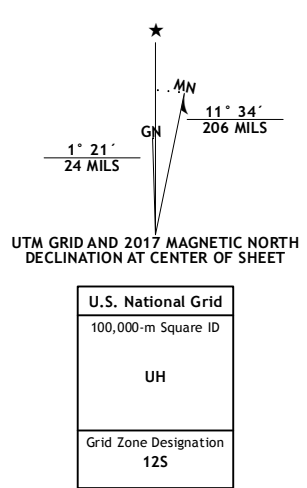 ★
MN
GN
11° 34´
206 MILS
1° 21´
24 MILS
UTM GRID AND 2017 MAGNETIC NORTH
DECLINATION AT CENTER OF SHEET
U.S. National Grid
100,000-m Square ID
UH
Grid Zone Designation
12S